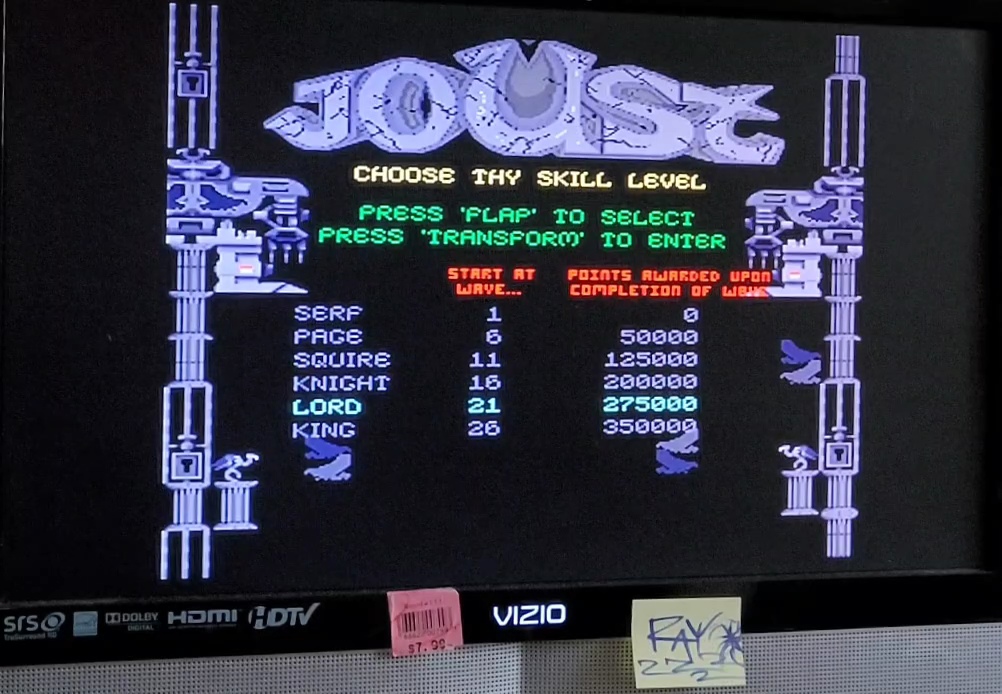 JOUST
CHOOSE THY SKILL LEVEL
PRESS 'FLAP' TO SELECT
PRESS 'TRANSFORM' TO ENTER
START AT WAVE...
POINTS AWARDED UPON COMPLETION OF WAVE
SERF 1 0
PAGE 6 50000
SQUIRE 11 125000
KNIGHT 16 200000
LORD 21 275000
KING 26 350000
SRS DOLBY DIGITAL HDMI HDTV
VIZIO
$7.99
RAY